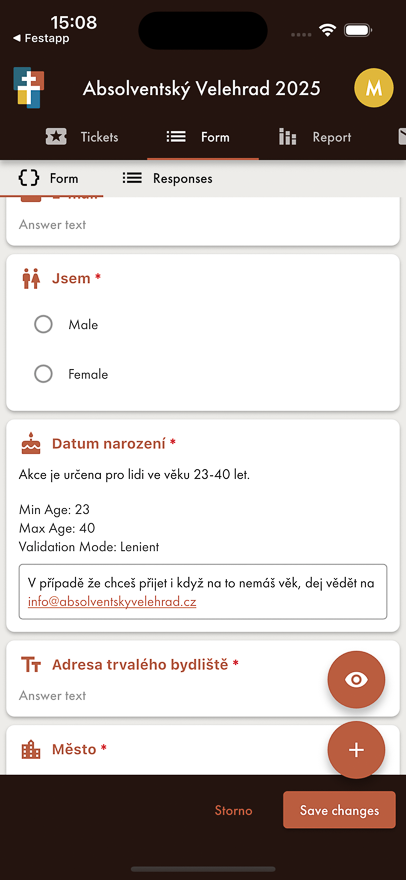 15:08
◀ Festapp
Absolventský Velehrad 2025
M
Tickets
Form
Report
Form
Responses
E-mail
Answer text
Jsem *
Male
Female
Datum narození *
Akce je určena pro lidi ve věku 23-40 let.
Min Age: 23
Max Age: 40
Validation Mode: Lenient
V případě že chceš přijet i když na to nemáš věk, dej vědět na
info@absolventskyvelehrad.cz
Adresa trvalého bydliště *
Answer text
Město *
Storno
Save changes